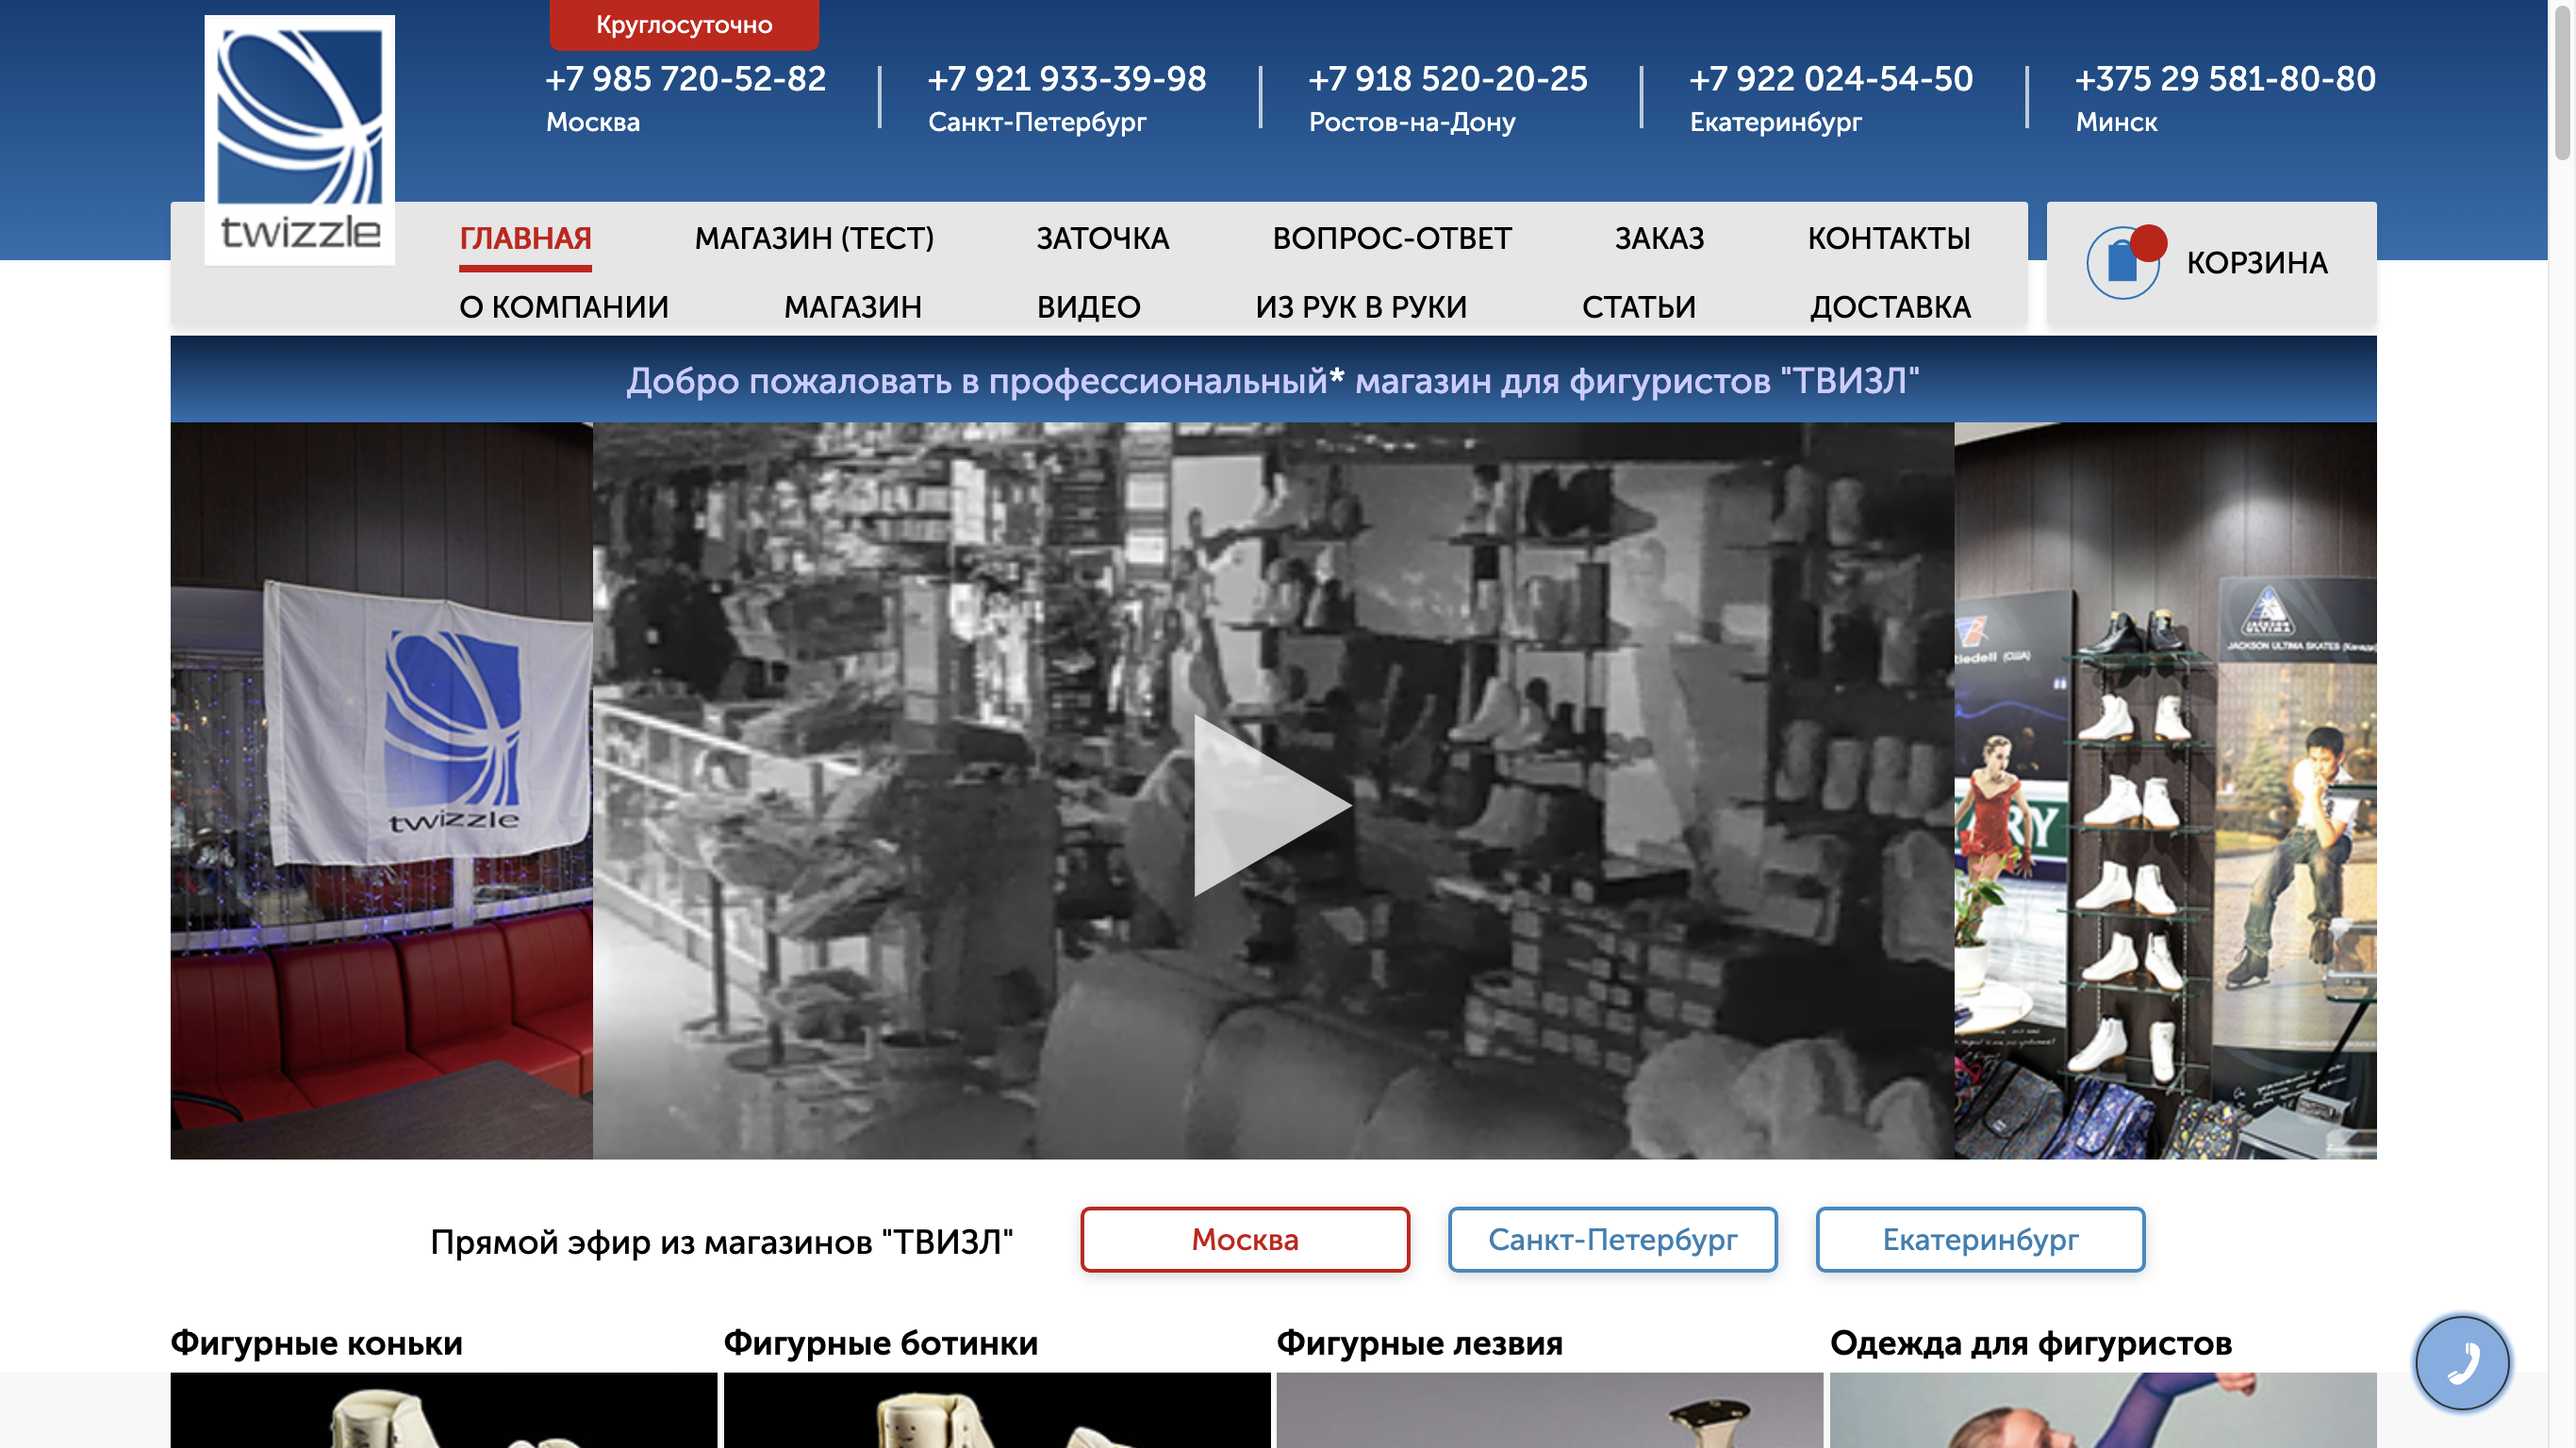 Круглосуточно
+7 985 720-52-82
Москва
+7 921 933-39-98
Санкт-Петербург
+7 918 520-20-25
Ростов-на-Дону
+7 922 024-54-50
Екатеринбург
+375 29 581-80-80
Минск
twizzle
ГЛАВНАЯ
МАГАЗИН (ТЕСТ)
ЗАТОЧКА
ВОПРОС-ОТВЕТ
ЗАКАЗ
КОНТАКТЫ
О КОМПАНИИ
МАГАЗИН
ВИДЕО
ИЗ РУК В РУКИ
СТАТЬИ
ДОСТАВКА
КОРЗИНА
Добро пожаловать в профессиональный* магазин для фигуристов "ТВИЗЛ"
twizzle
iedell (США)
JACKSON ULTIMA
JACKSON ULTIMA SKATES
Прямой эфир из магазинов "ТВИЗЛ"
Москва
Санкт-Петербург
Екатеринбург
Фигурные коньки
Фигурные ботинки
Фигурные лезвия
Одежда для фигуристов